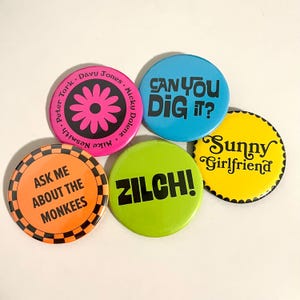 Peter Tork • Davy Jones • Micky Dolenz • Mike Nesmith •
CAN YOU
DiG iT?
Sunny
Girlfriend
ASK ME
ABOUT THE
MONKEES
ZILCH!